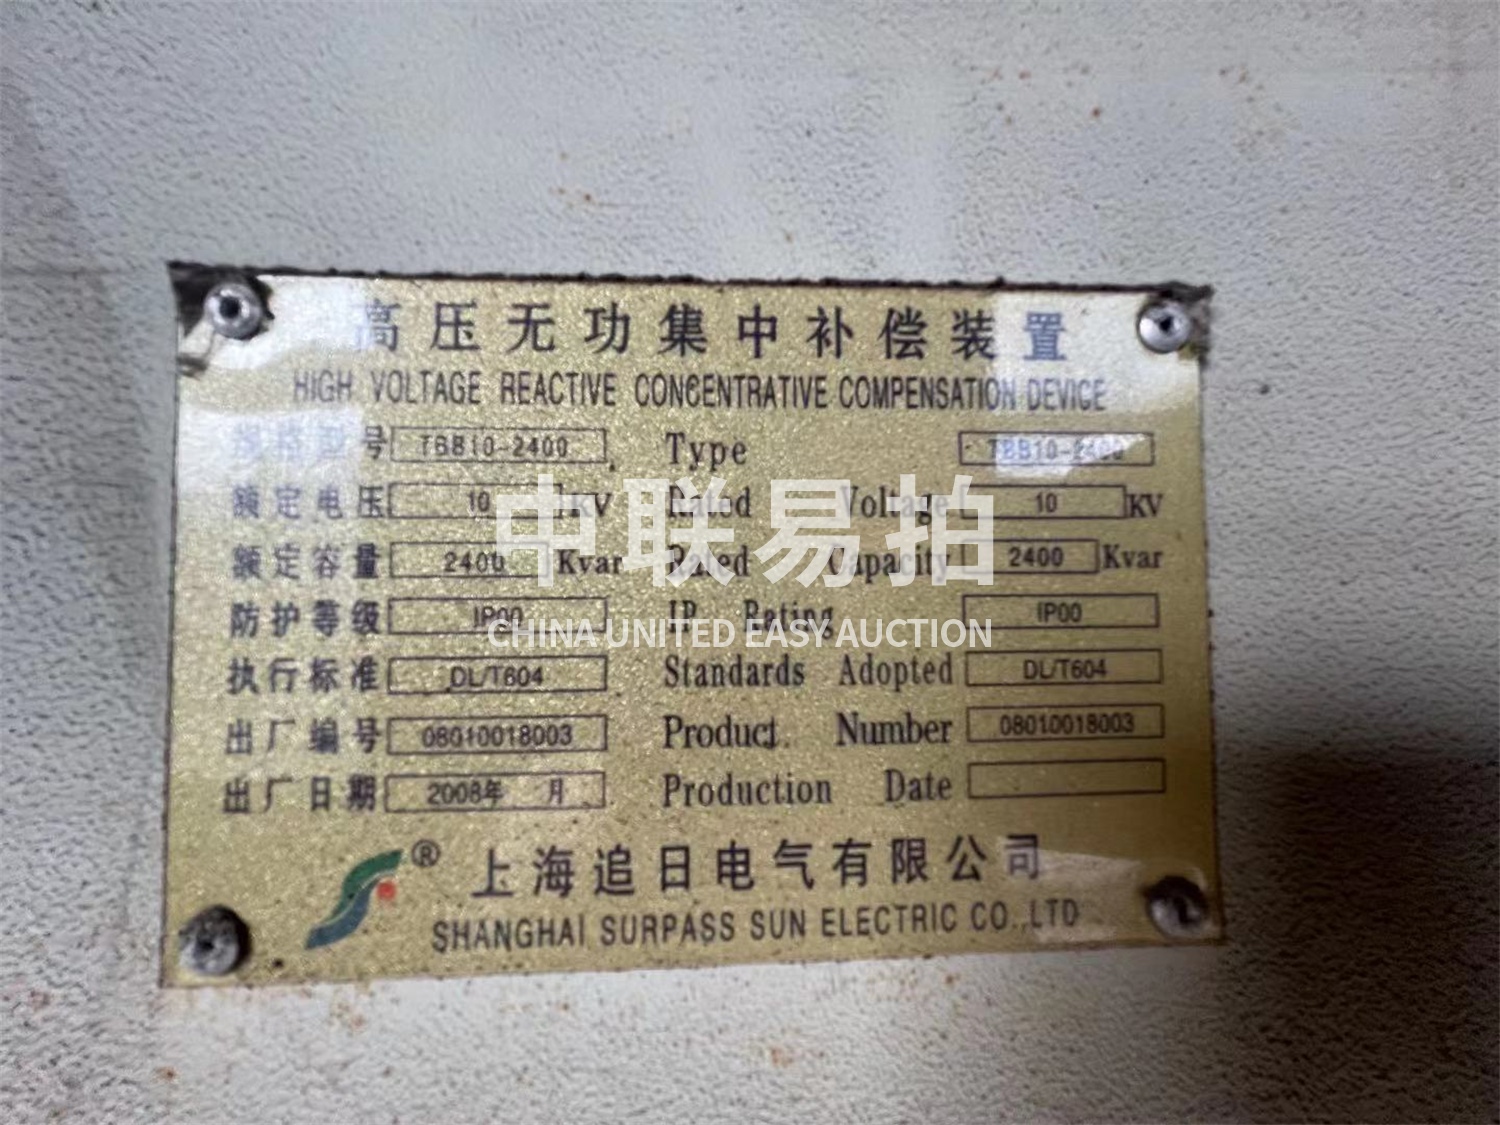 高压无功集中补偿装置
HIGH VOLTAGE REACTIVE CONCENTRATIVE COMPENSATION DEVICE
规格型号 TBB10-2400 Type TBB10-2400
额定电压 10 KV Rated Voltage 10 KV
额定容量 2400 Kvar Rated Capacity 2400 Kvar
中联易拍
防护等级 IP00 IP Rating IP00
CHINA UNITED EASY AUCTION
执行标准 DL/T604 Standards Adopted DL/T604
出厂编号 08010018003 Product Number 08010018003
出厂日期 2008年 月 Production Date
® 上海追日电气有限公司
SHANGHAI SURPASS SUN ELECTRIC CO.,LTD